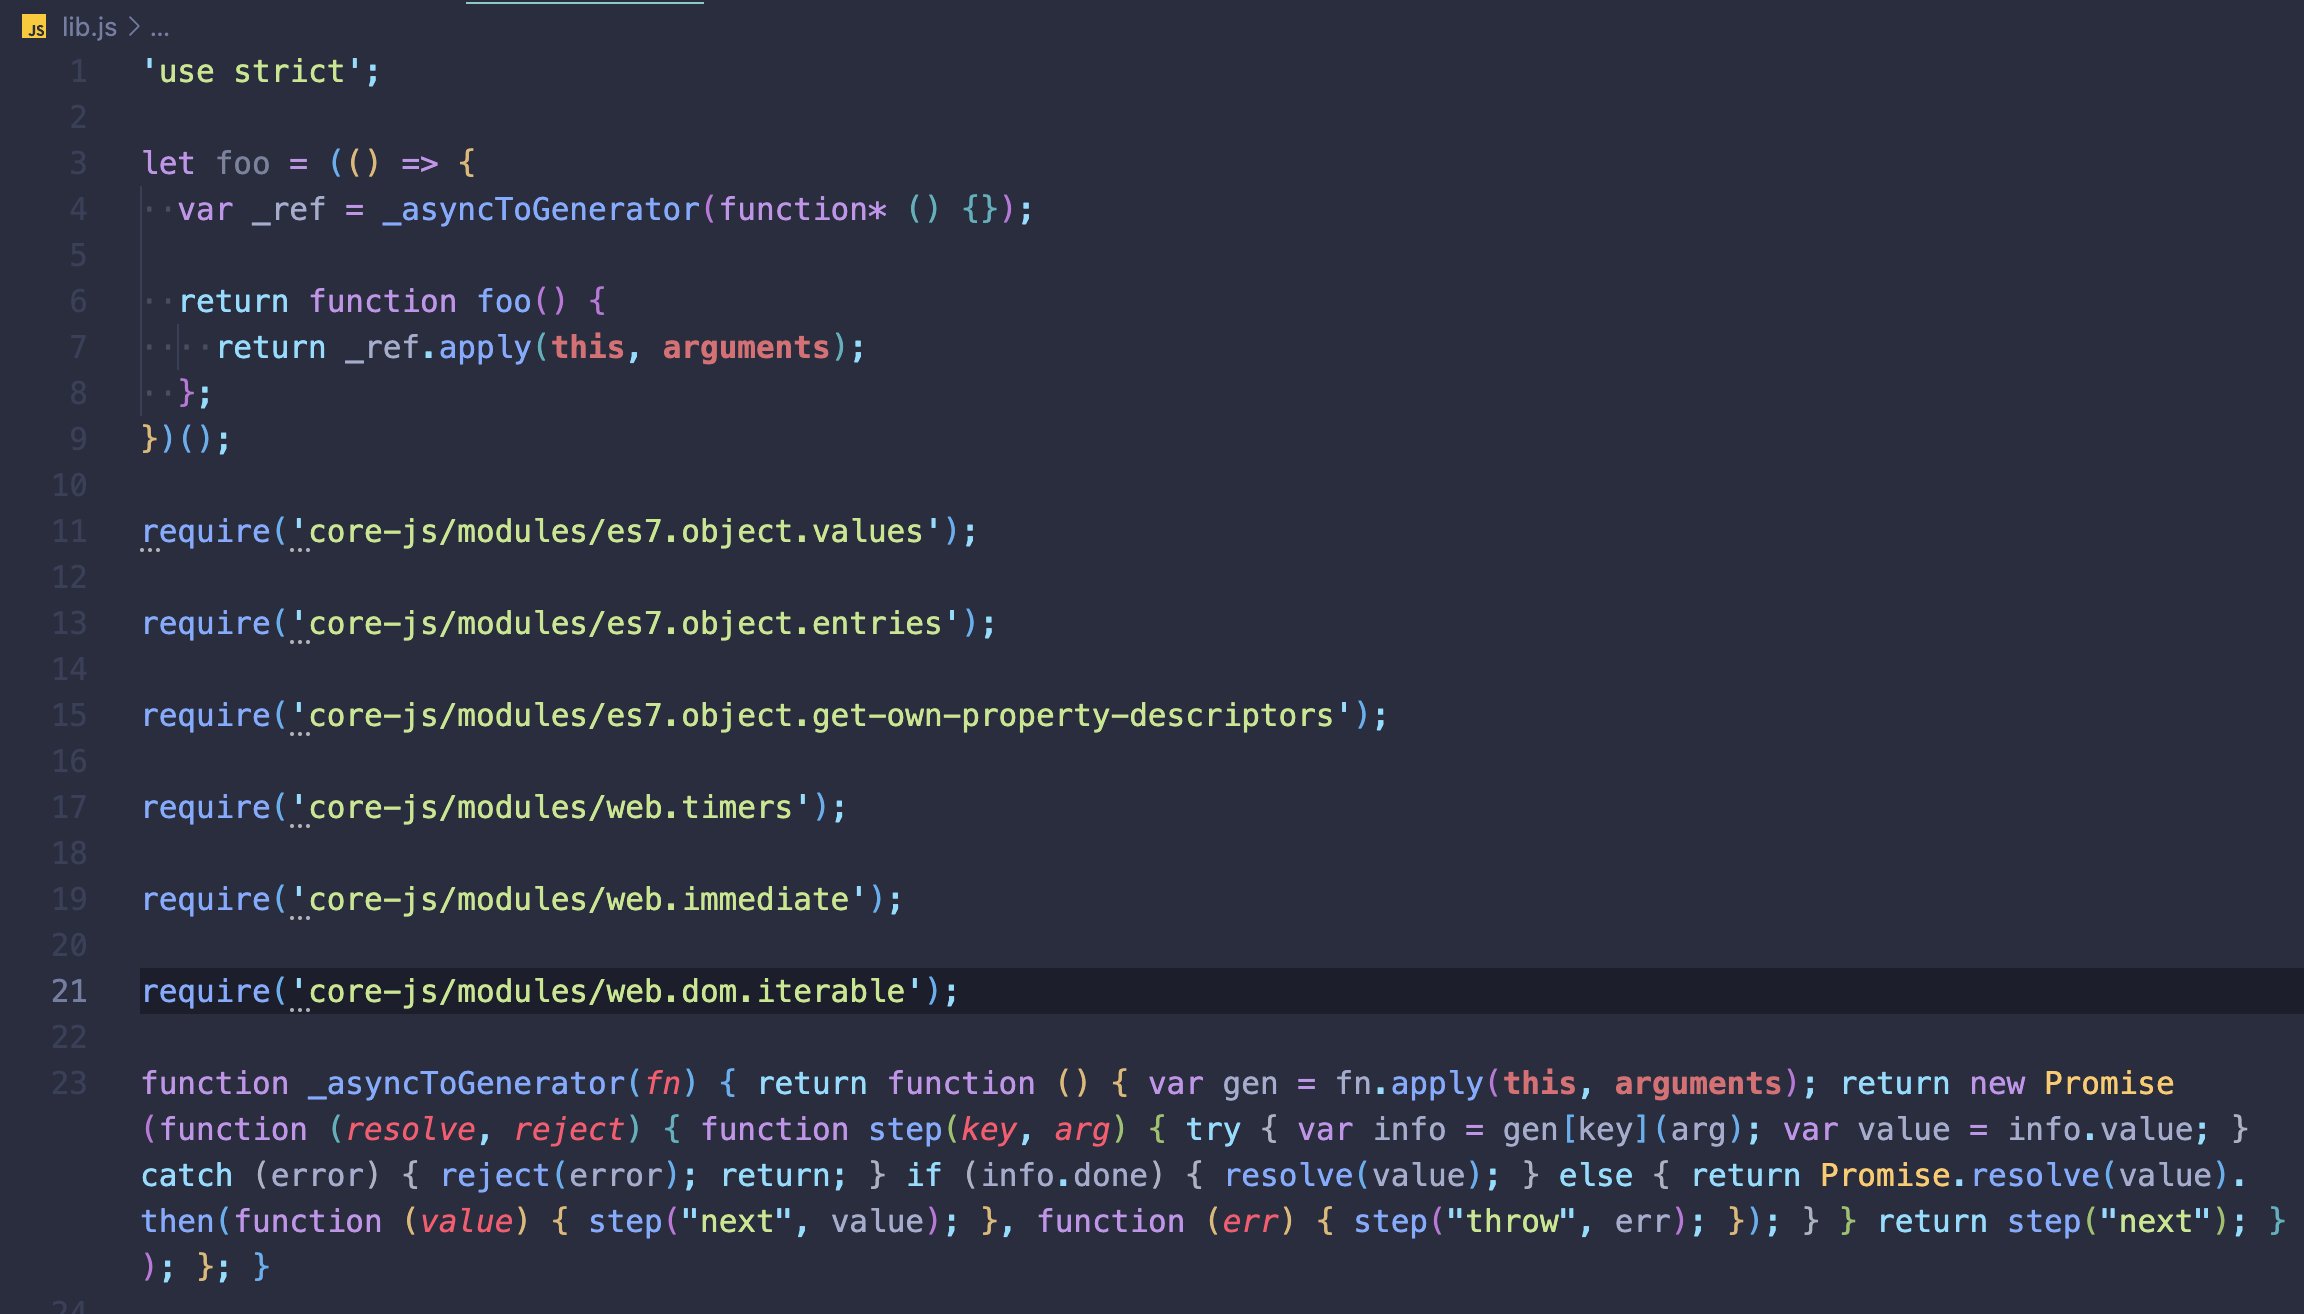 JS lib.js > ...
1 'use strict';
2
3 let foo = (() => {
4 ··var _ref = _asyncToGenerator(function* () {});
5
6 ··return function foo() {
7 ····return _ref.apply(this, arguments);
8 ··};
9 })();
10
11 require('core-js/modules/es7.object.values');
12
13 require('core-js/modules/es7.object.entries');
14
15 require('core-js/modules/es7.object.get-own-property-descriptors');
16
17 require('core-js/modules/web.timers');
18
19 require('core-js/modules/web.immediate');
20
21 require('core-js/modules/web.dom.iterable');
22
23 function _asyncToGenerator(fn) { return function () { var gen = fn.apply(this, arguments); return new Promise
(function (resolve, reject) { function step(key, arg) { try { var info = gen[key](arg); var value = info.value; }
catch (error) { reject(error); return; } if (info.done) { resolve(value); } else { return Promise.resolve(value).
then(function (value) { step("next", value); }, function (err) { step("throw", err); }); } } return step("next"); }
); }; }
24